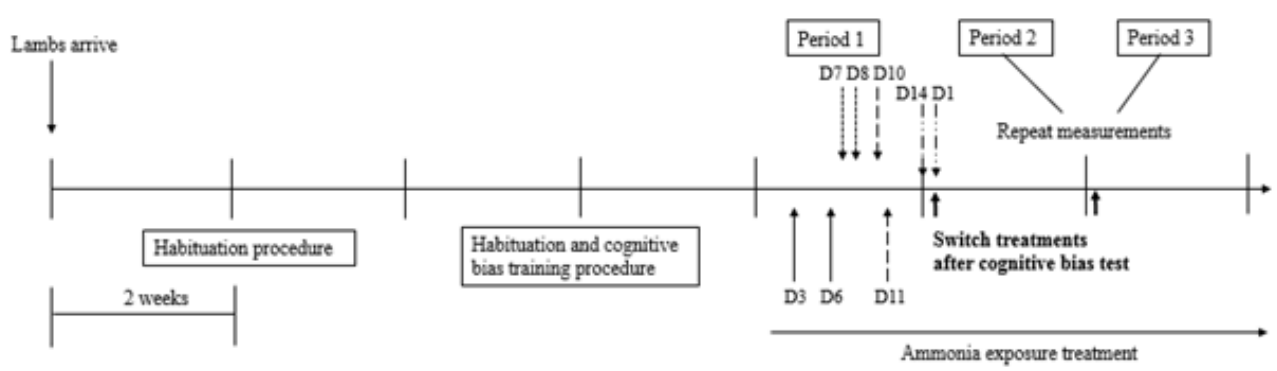 Lambs arrive
Period 1
Period 2
Period 3
D7 D8 D10
D14 D1
Repeat measurements
Habituation procedure
Habituation and cognitive
bias training procedure
Switch treatments
after cognitive bias test
2 weeks
D3 D6 D11
Ammonia exposure treatment